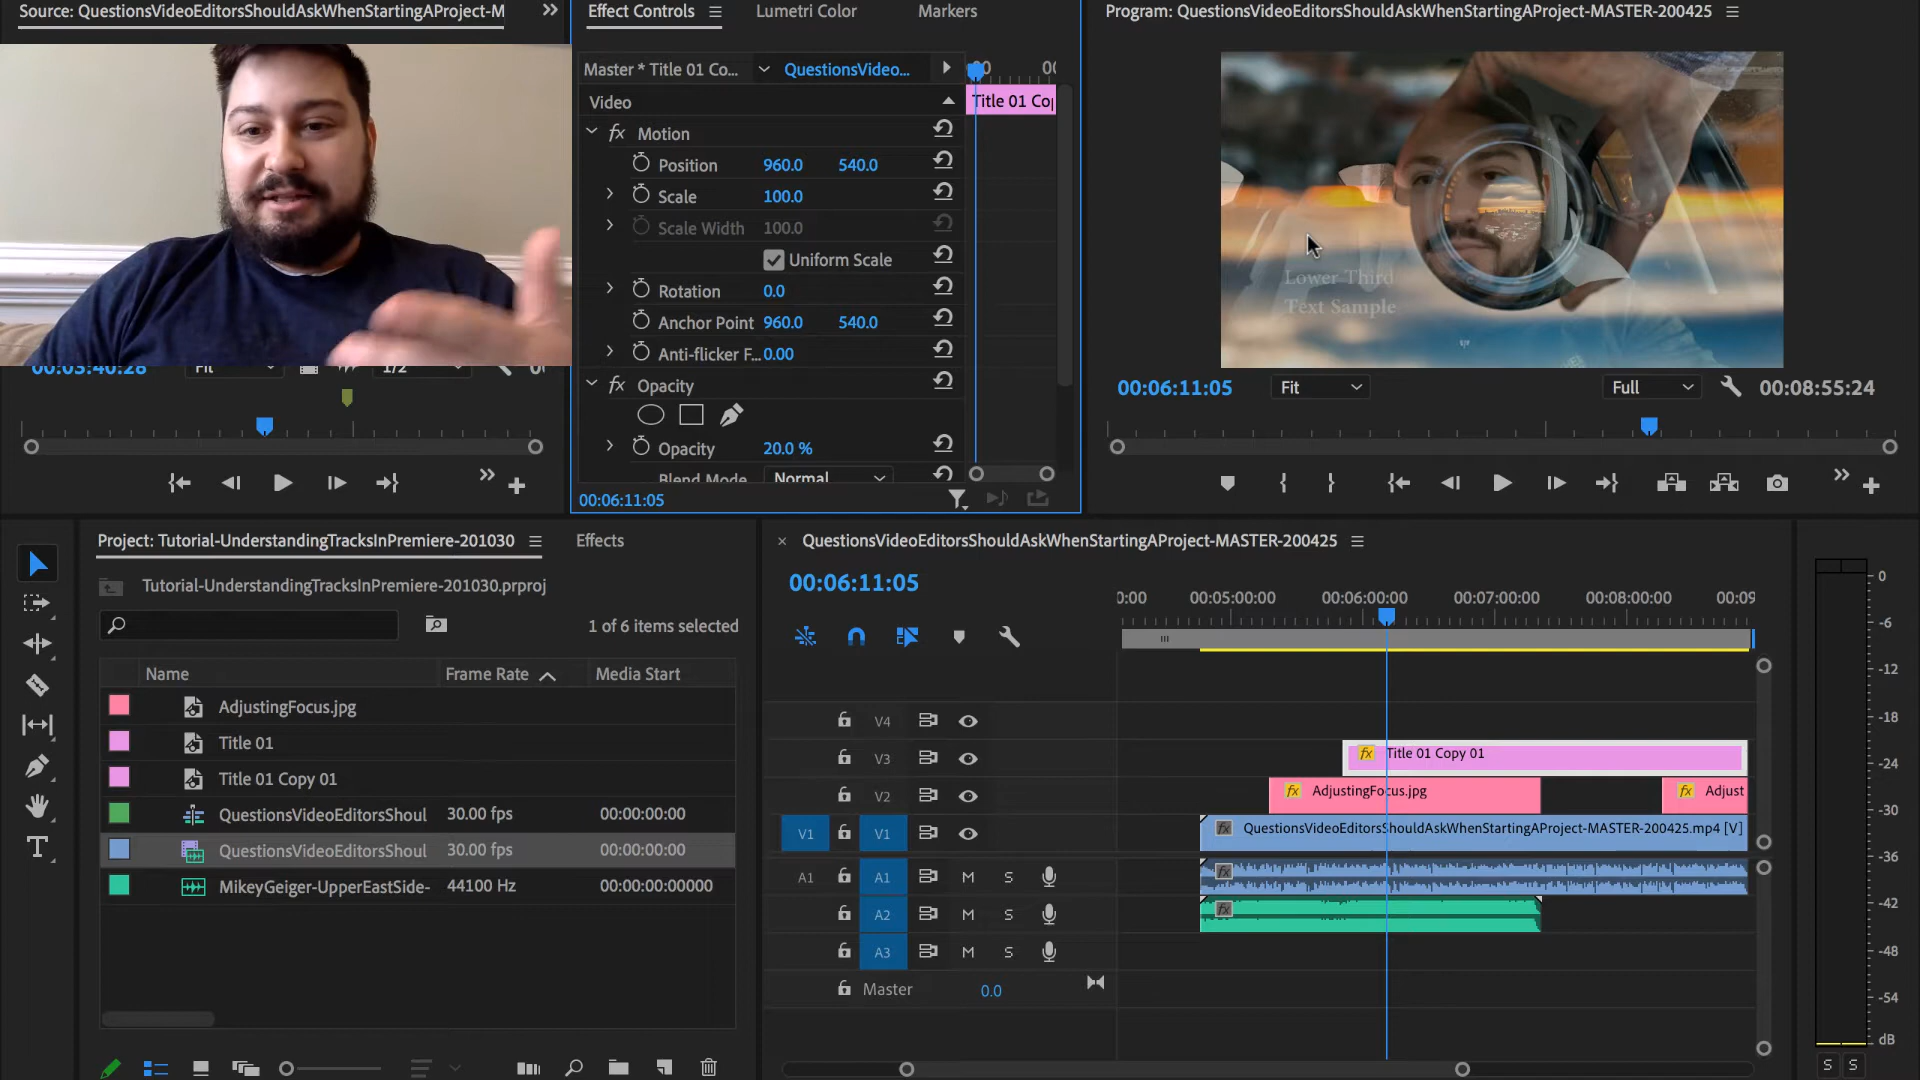 Source: QuestionsVideoEditorsShouldAskWhenStartingAProject-M
Effect Controls
Lumetri Color
Markers
Program: QuestionsVideoEditorsShouldAskWhenStartingAProject-MASTER-200425
Master * Title 01 Co...
QuestionsVideo...
Title 01 Co
Video
Motion
Position 960.0 540.0
Scale 100.0
Scale Width 100.0
Uniform Scale
Rotation 0.0
Anchor Point 960.0 540.0
Anti-flicker F... 0.00
Opacity
Opacity 20.0 %
Blend Mode Normal
00:06:11:05
00:03:40:28
Fit
1/2
Lower Third
Text Sample
00:06:11:05
Fit
Full
00:08:55:24
Project: Tutorial-UnderstandingTracksInPremiere-201030
Effects
Tutorial-UnderstandingTracksInPremiere-201030.prproj
1 of 6 items selected
Name Frame Rate Media Start
AdjustingFocus.jpg
Title 01
Title 01 Copy 01
QuestionsVideoEditorsShoul 30.00 fps 00:00:00:00
QuestionsVideoEditorsShoul 30.00 fps 00:00:00:00
MikeyGeiger-UpperEastSide- 44100 Hz 00:00:00:00000
QuestionsVideoEditorsShouldAskWhenStartingAProject-MASTER-200425
00:06:11:05
0:00 00:05:00:00 00:06:00:00 00:07:00:00 00:08:00:00 00:09
V4
V3 Title 01 Copy 01
V2 AdjustingFocus.jpg Adjust
V1 V1 QuestionsVideoEditorsShouldAskWhenStartingAProject-MASTER-200425.mp4 [V]
A1 A1 M S
A2 M S
A3 M S
Master 0.0
0
-6
-12
-18
-24
-30
-36
-42
-48
-54
dB
S S